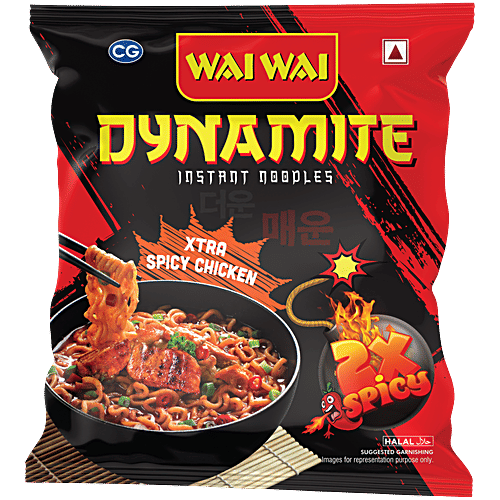 CG
WAI WAI
DYNAMITE
INSTANT NOODLES
더운
매운
XTRA
SPICY CHICKEN
2X
SPICY
HALAL حلال
SUGGESTED GARNISHING
Images for representation purpose only.